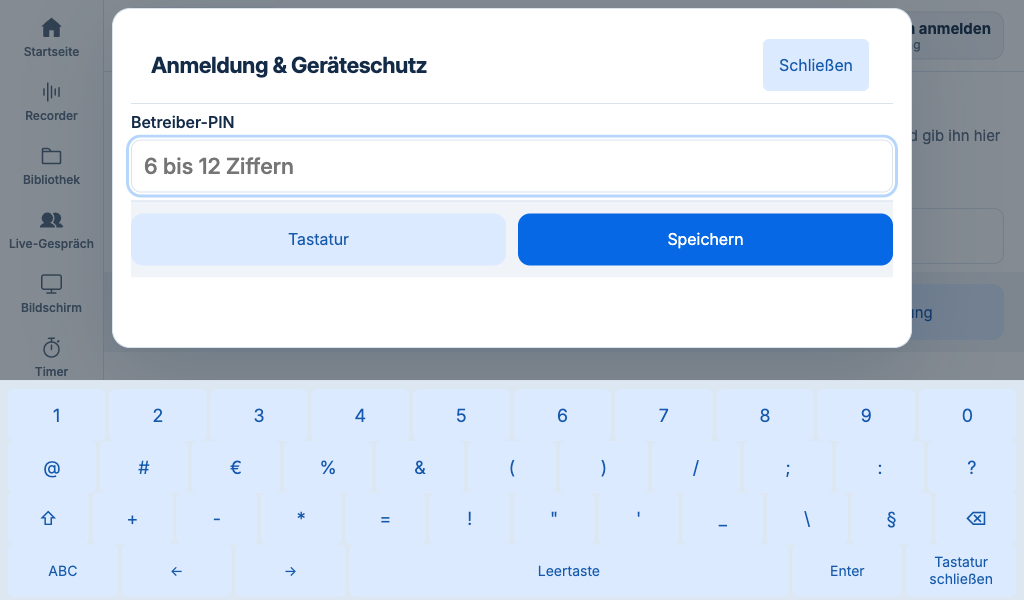 Startseite
Recorder
Bibliothek
Live-Gespräch
Bildschirm
Timer
anmelden
gib ihn hier
Anmeldung & Geräteschutz
Schließen
Betreiber-PIN
6 bis 12 Ziffern
Tastatur
Speichern
1 2 3 4 5 6 7 8 9 0
@ # € % & ( ) / ; : ?
+ - * = ! " ' _ \ §
ABC ← → Leertaste Enter Tastatur
schließen